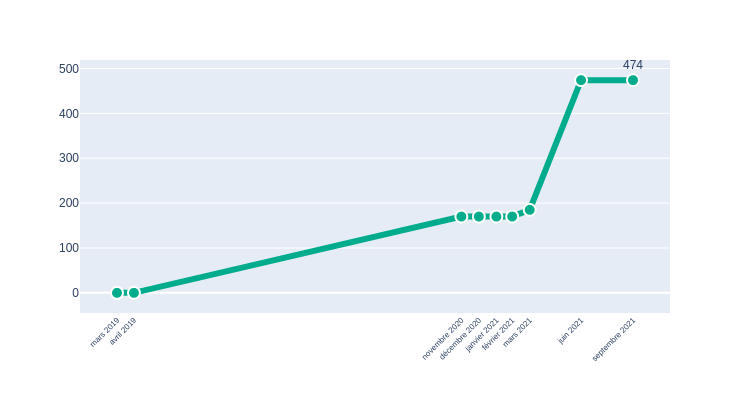 474
500
400
300
200
100
0
mars 2019
avril 2019
novembre 2020
décembre 2020
janvier 2021
février 2021
mars 2021
juin 2021
septembre 2021